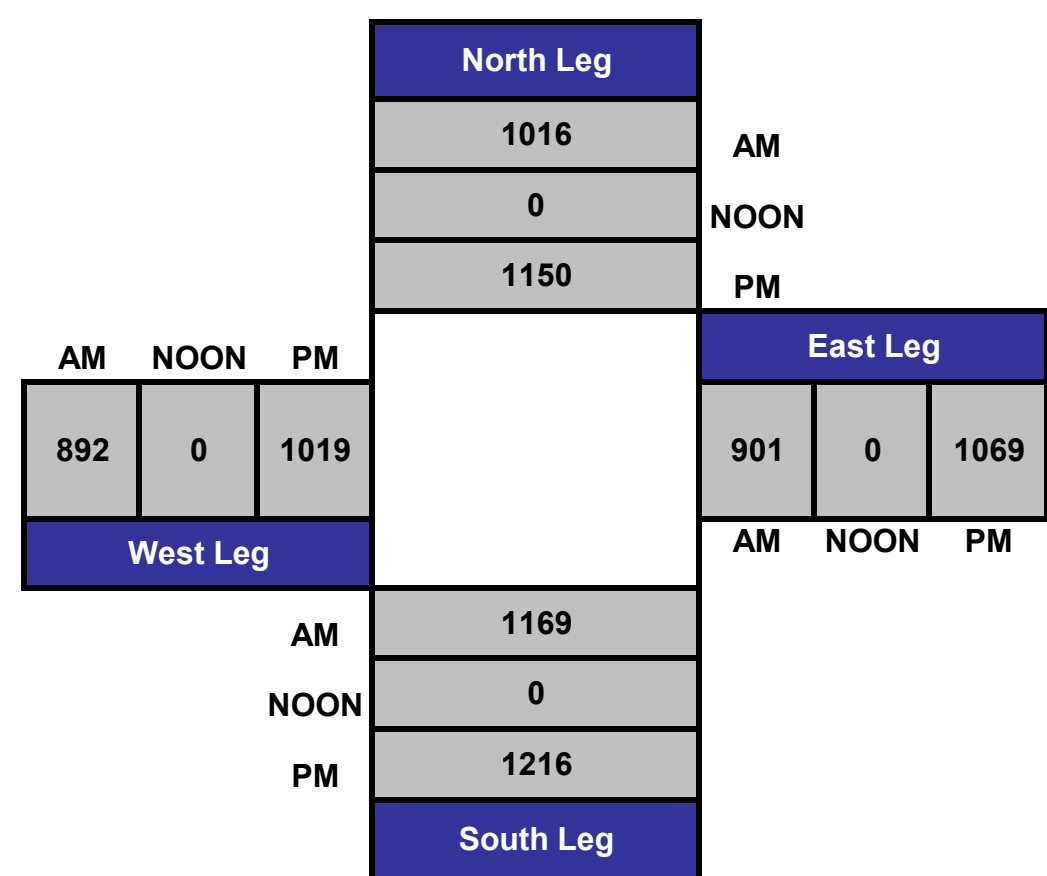 North Leg
1016 AM
0 NOON
1150 PM
East Leg
AM NOON PM
892 0 1019
901 0 1069
West Leg
AM NOON PM
AM 1169
NOON 0
PM 1216
South Leg